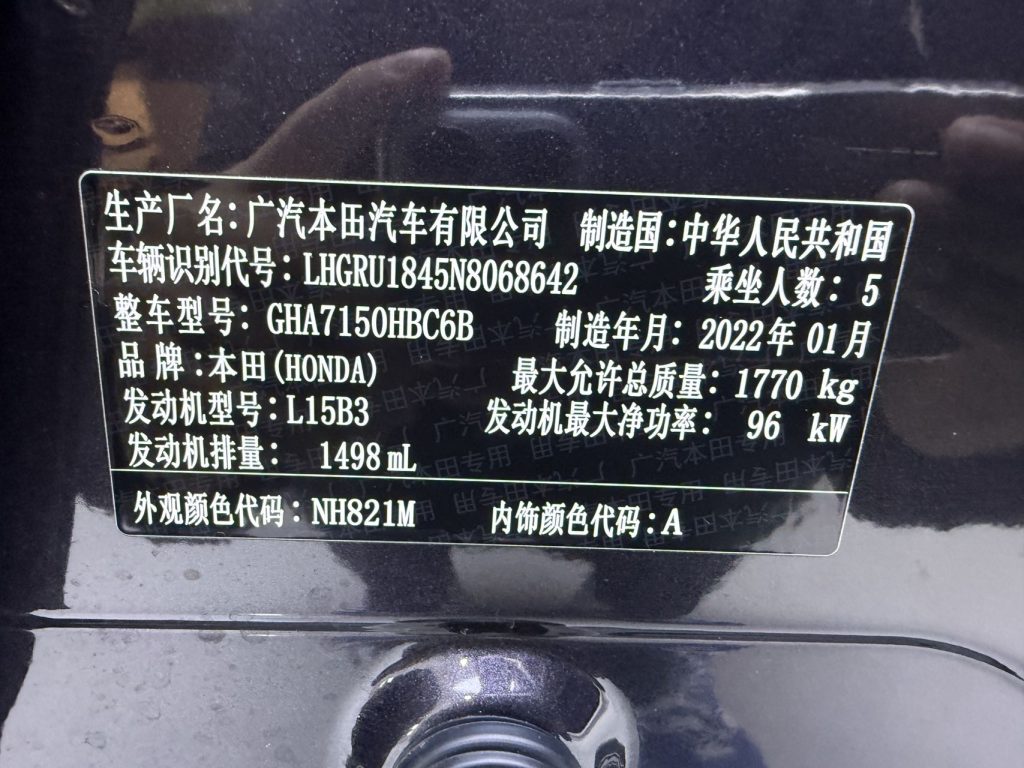 生产厂名：广汽本田汽车有限公司 制造国：中华人民共和国
车辆识别代号：LHGRU1845N8068642 乘坐人数：5
整车型号：GHA7150HBC6B 制造年月：2022年01月
品牌：本田(HONDA) 最大允许总质量：1770 kg
发动机型号：L15B3 发动机最大净功率：96 kW
发动机排量：1498 mL
外观颜色代码：NH821M 内饰颜色代码：A